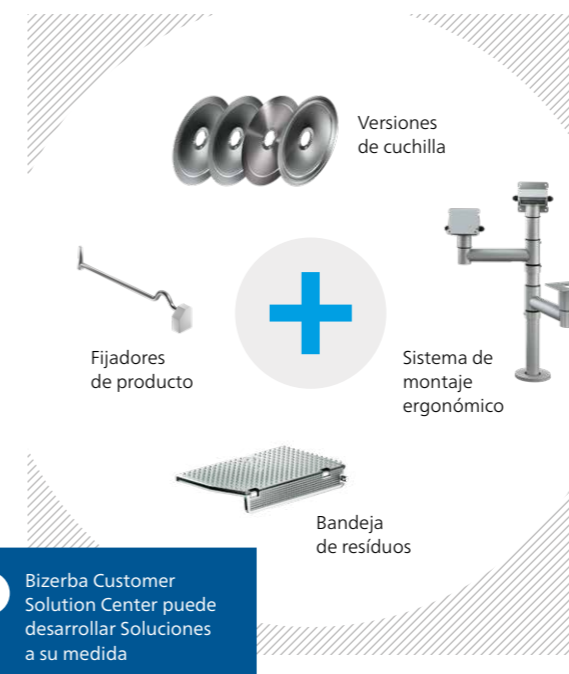 Versiones
de cuchilla
Fijadores
de producto
Sistema de
montaje
ergonómico
Bandeja
de resíduos
Bizerba Customer
Solution Center puede
desarrollar Soluciones
a su medida